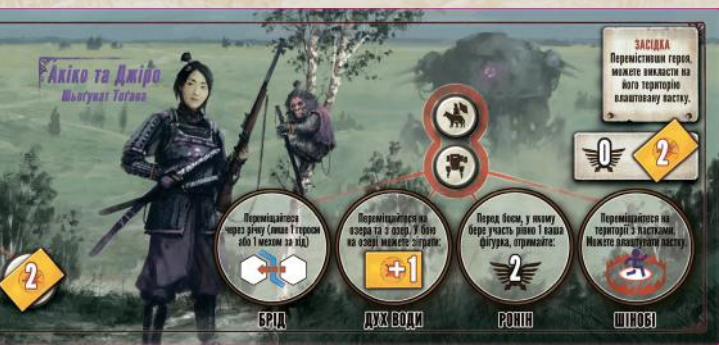 Акіко та Джіро
Шьогунат Тоґава
ЗАСІДКА
Перемістивши героя,
можете викласти на
його територію
влаштовану пастку.
0
2
Переміщайтеся
через річку (лише 1 героєм
або 1 мехом за хід)
БРІД
Переміщайтеся на
озера та з озер. У бою
на озері можете зіграти:
+1
ДУХ ВОДИ
Перед боєм, у якому
бере участь рівно 1 ваша
фігурка, отримайте:
2
РОНІН
Переміщайтеся на
території з пастками.
Можете влаштувати пастку.
ШІНОБІ
2